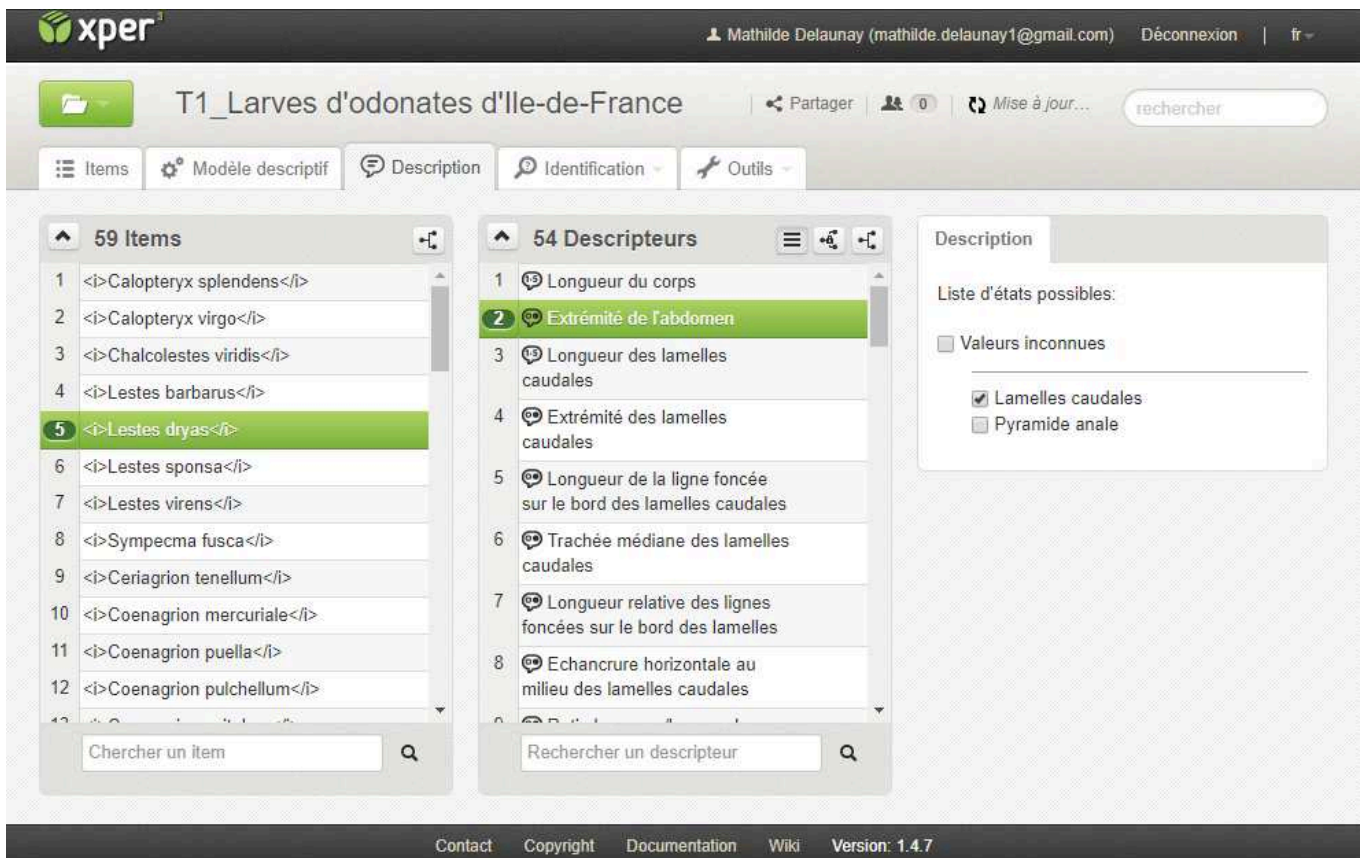 xper³
Mathilde Delaunay (mathilde.delaunay1@gmail.com) Déconnexion | fr
T1_Larves d'odonates d'Ile-de-France
Partager 0 Mise à jour... rechercher
Items Modèle descriptif Description Identification Outils
59 Items
1 <i>Calopteryx splendens</i>
2 <i>Calopteryx virgo</i>
3 <i>Chalcolestes viridis</i>
4 <i>Lestes barbarus</i>
5 <i>Lestes dryas</i>
6 <i>Lestes sponsa</i>
7 <i>Lestes virens</i>
8 <i>Sympecma fusca</i>
9 <i>Ceriagrion tenellum</i>
10 <i>Coenagrion mercuriale</i>
11 <i>Coenagrion puella</i>
12 <i>Coenagrion pulchellum</i>
Chercher un item
54 Descripteurs
1 Longueur du corps
2 Extrémité de l'abdomen
3 Longueur des lamelles
caudales
4 Extrémité des lamelles
caudales
5 Longueur de la ligne foncée
sur le bord des lamelles caudales
6 Trachée médiane des lamelles
caudales
7 Longueur relative des lignes
foncées sur le bord des lamelles
8 Echancrure horizontale au
milieu des lamelles caudales
Rechercher un descripteur
Description
Liste d'états possibles:
Valeurs inconnues
Lamelles caudales
Pyramide anale
Contact Copyright Documentation Wiki Version: 1.4.7